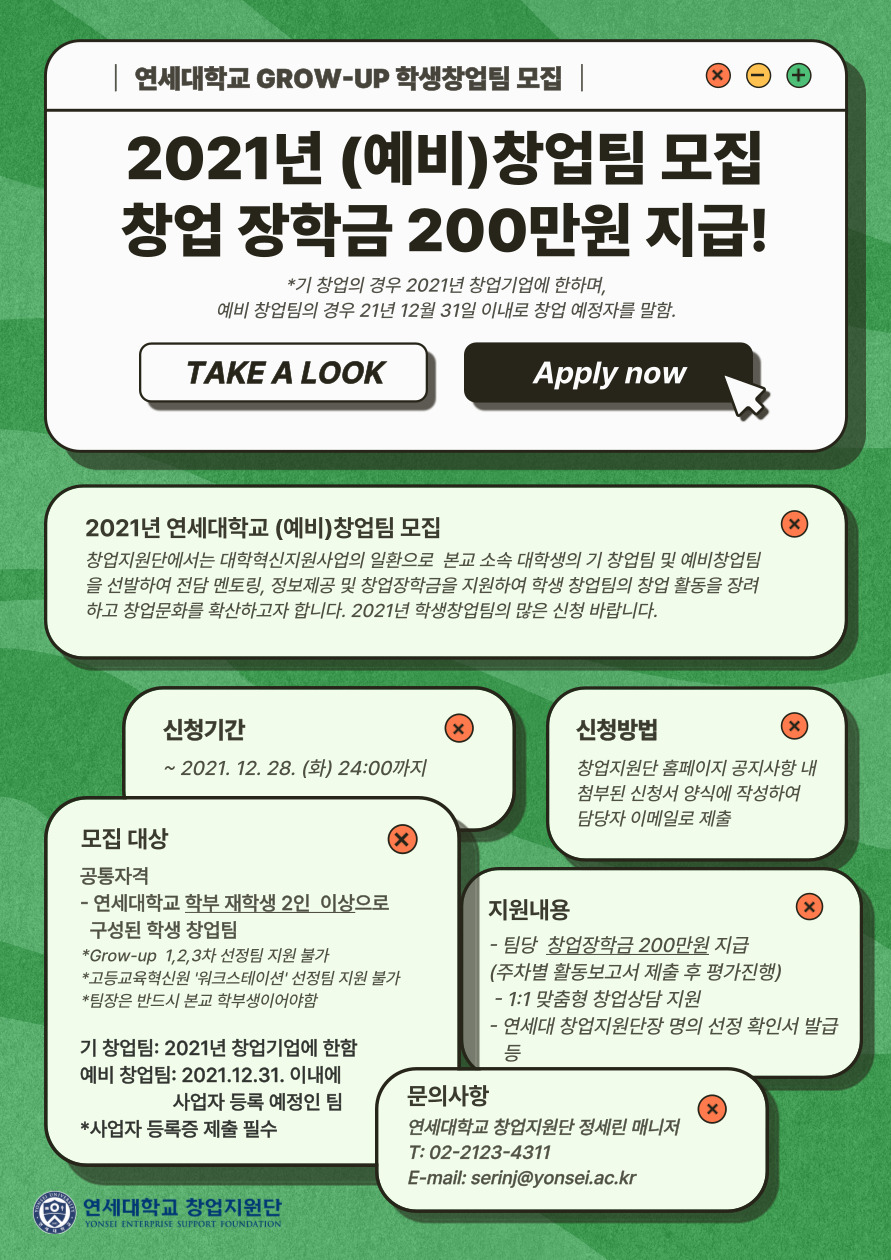 연세대학교 GROW-UP 학생창업팀 모집
2021년 (예비)창업팀 모집
창업 장학금 200만원 지급!
*기 창업의 경우 2021년 창업기업에 한하며,
예비 창업팀의 경우 21년 12월 31일 이내로 창업 예정자를 말함.
TAKE A LOOK
Apply now
2021년 연세대학교 (예비)창업팀 모집
창업지원단에서는 대학혁신지원사업의 일환으로 본교 소속 대학생의 기 창업팀 및 예비창업팀
을 선발하여 전담 멘토링, 정보제공 및 창업장학금을 지원하여 학생 창업팀의 창업 활동을 장려
하고 창업문화를 확산하고자 합니다. 2021년 학생창업팀의 많은 신청 바랍니다.
신청기간
~ 2021. 12. 28. (화) 24:00까지
신청방법
창업지원단 홈페이지 공지사항 내
첨부된 신청서 양식에 작성하여
담당자 이메일로 제출
모집 대상
공통자격
- 연세대학교 학부 재학생 2인 이상으로
구성된 학생 창업팀
*Grow-up 1,2,3차 선정팀 지원 불가
*고등교육혁신원 '워크스테이션' 선정팀 지원 불가
*팀장은 반드시 본교 학부생이어야함
기 창업팀: 2021년 창업기업에 한함
예비 창업팀: 2021.12.31. 이내에
사업자 등록 예정인 팀
*사업자 등록증 제출 필수
지원내용
- 팀당 창업장학금 200만원 지급
(주차별 활동보고서 제출 후 평가진행)
- 1:1 맞춤형 창업상담 지원
- 연세대 창업지원단장 명의 선정 확인서 발급
등
문의사항
연세대학교 창업지원단 정세린 매니저
T: 02-2123-4311
E-mail: serinj@yonsei.ac.kr
연세대학교 창업지원단
YONSEI ENTERPRISE SUPPORT FOUNDATION